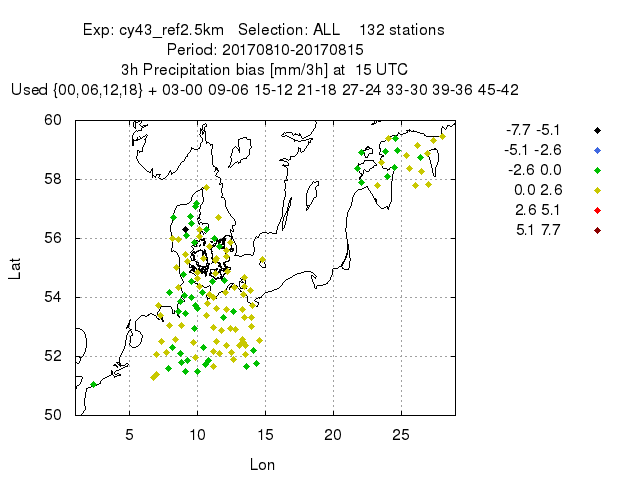 Exp: cy43_ref2.5km Selection: ALL 132 stations
Period: 20170810-20170815
3h Precipitation bias [mm/3h] at 15 UTC
Used {00,06,12,18} + 03-00 09-06 15-12 21-18 27-24 33-30 39-36 45-42
60
58
56
54
52
50
Lat
5 10 15 20 25
Lon
-7.7 -5.1
-5.1 -2.6
-2.6 0.0
0.0 2.6
2.6 5.1
5.1 7.7